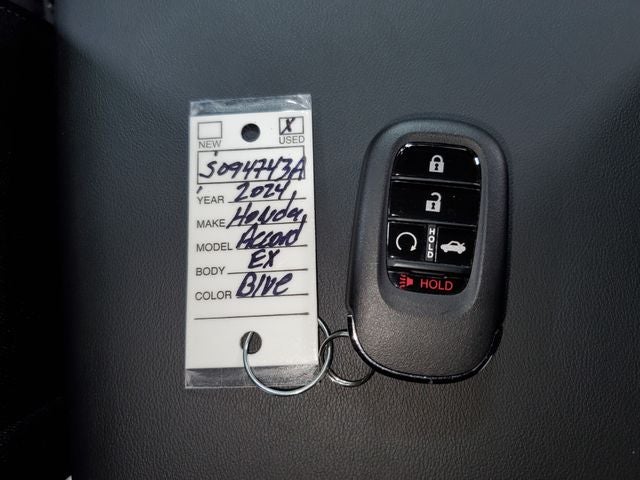 X
NEW USED
S094743A
YEAR 2024
MAKE Honda
MODEL Accord
BODY EX
COLOR Blue
HOLD
HOLD